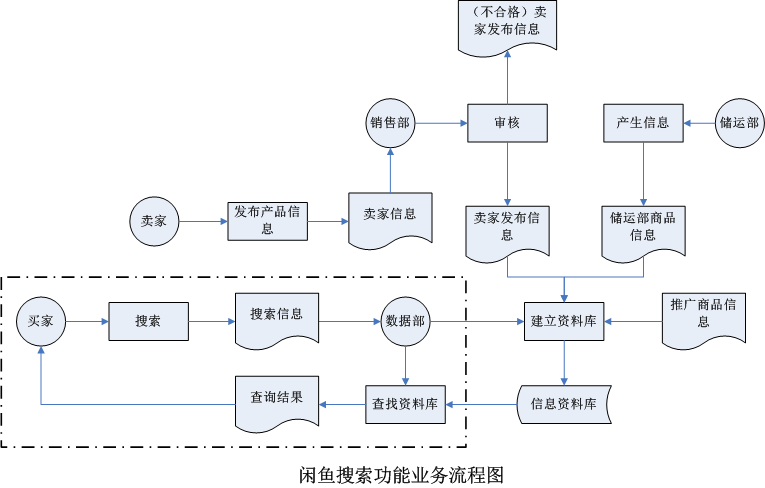 （不合格）卖
家发布信息
销售部
审核
产生信息
储运部
卖家
发布产品信
息
卖家信息
卖家发布信
息
储运部商品
信息
买家
搜索
搜索信息
数据部
建立资料库
推广商品信
息
查询结果
查找资料库
信息资料库
闲鱼搜索功能业务流程图